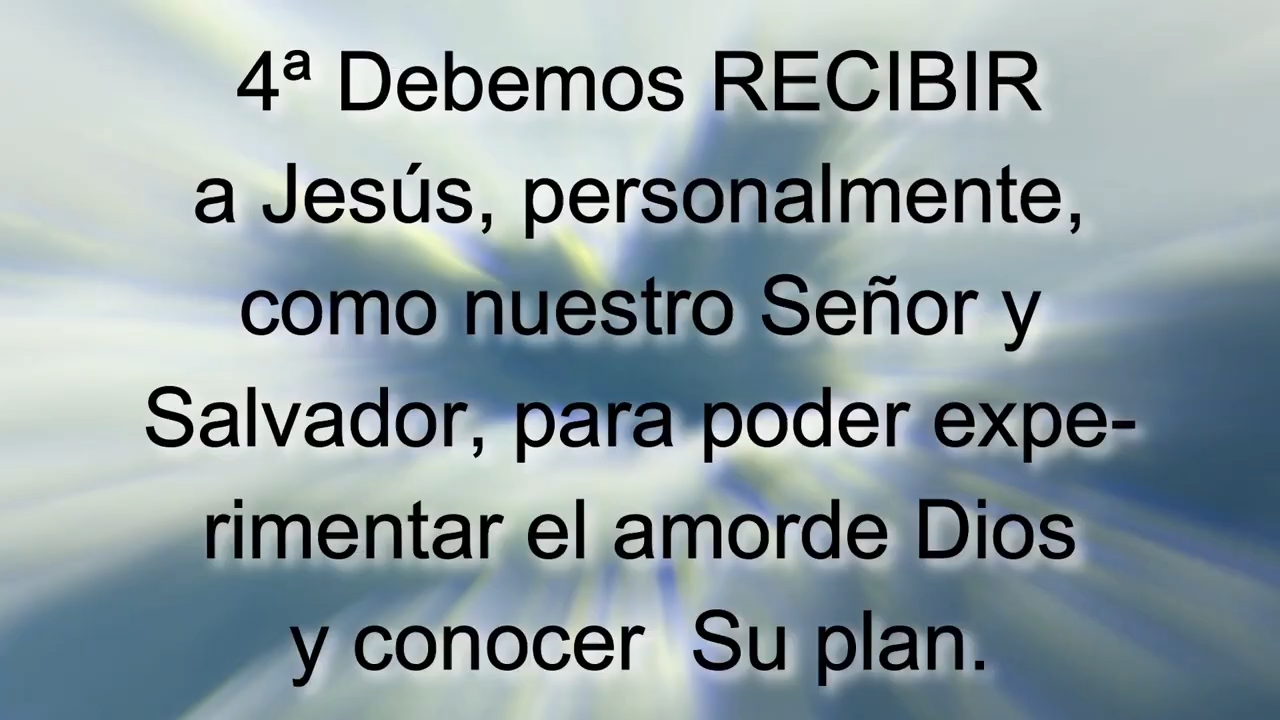 4ª Debemos RECIBIR
a Jesús, personalmente,
como nuestro Señor y
Salvador, para poder expe-
rimentar el amorde Dios
y conocer  Su plan.